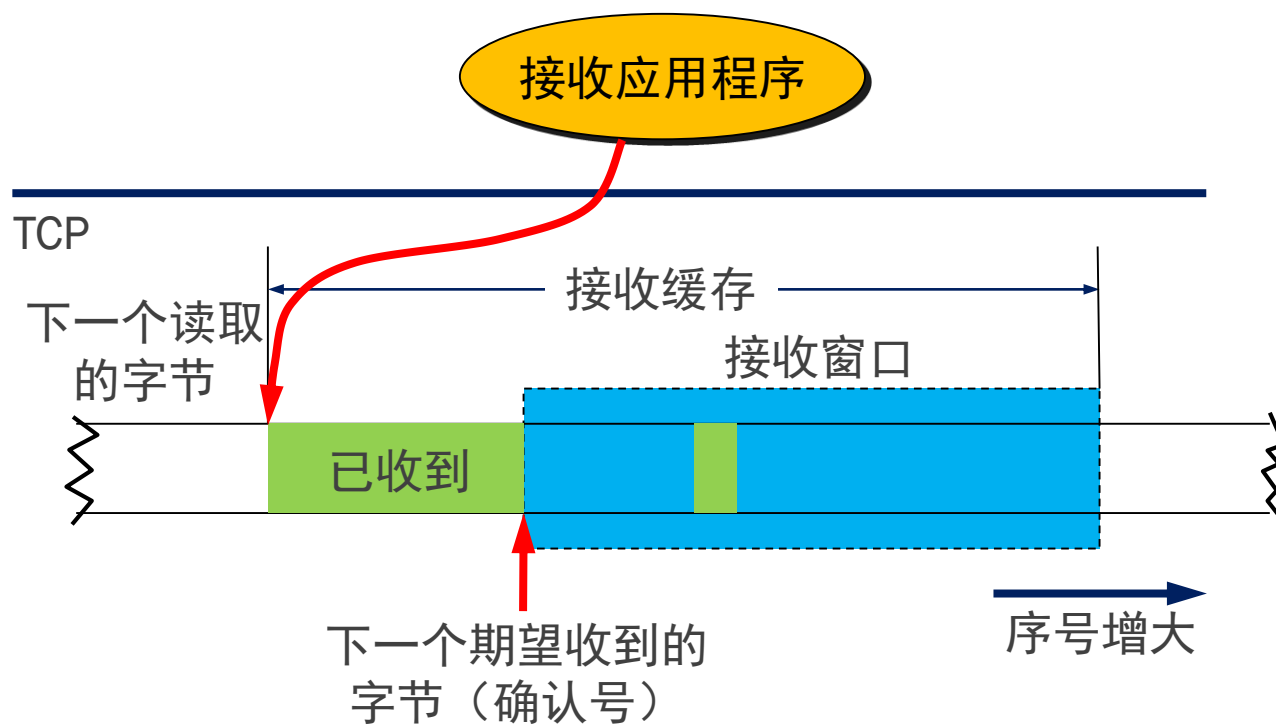 接收应用程序
TCP
接收缓存
下一个读取
的字节
接收窗口
已收到
下一个期望收到的
字节（确认号）
序号增大